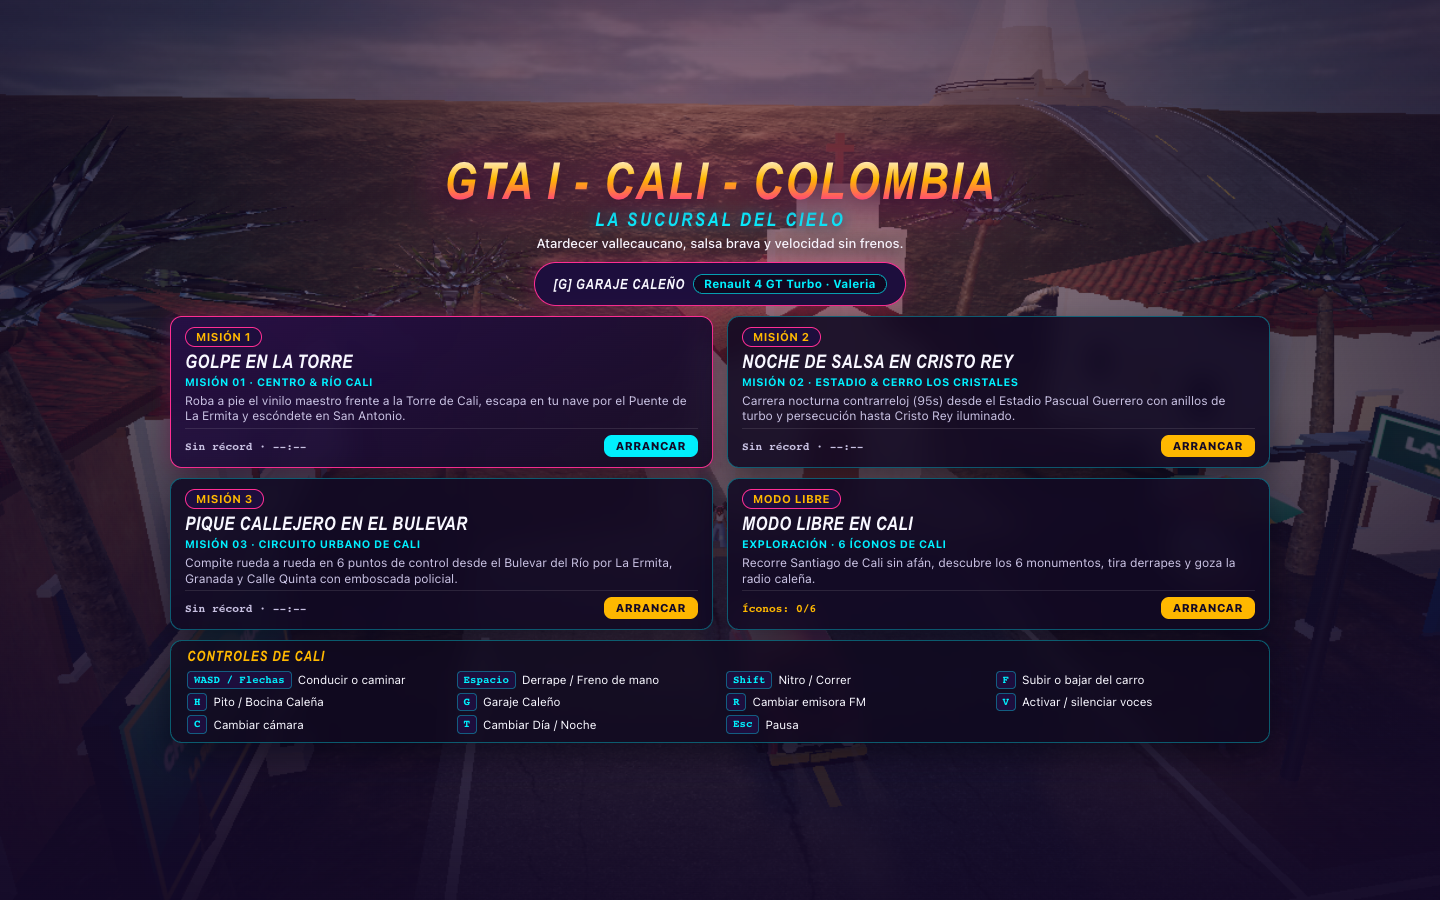 GTA I - CALI - COLOMBIA
LA SUCURSAL DEL CIELO
Atardecer vallecaucano, salsa brava y velocidad sin frenos.
[G] GARAJE CALEÑO Renault 4 GT Turbo · Valeria
MISIÓN 1
GOLPE EN LA TORRE
MISIÓN 01 · CENTRO & RÍO CALI
Roba a pie el vinilo maestro frente a la Torre de Cali, escapa en tu nave por el Puente de
La Ermita y escóndete en San Antonio.
Sin récord · --:--
ARRANCAR
MISIÓN 2
NOCHE DE SALSA EN CRISTO REY
MISIÓN 02 · ESTADIO & CERRO LOS CRISTALES
Carrera nocturna contrarreloj (95s) desde el Estadio Pascual Guerrero con anillos de
turbo y persecución hasta Cristo Rey iluminado.
Sin récord · --:--
ARRANCAR
MISIÓN 3
PIQUE CALLEJERO EN EL BULEVAR
MISIÓN 03 · CIRCUITO URBANO DE CALI
Compite rueda a rueda en 6 puntos de control desde el Bulevar del Río por La Ermita,
Granada y Calle Quinta con emboscada policial.
Sin récord · --:--
ARRANCAR
MODO LIBRE
MODO LIBRE EN CALI
EXPLORACIÓN · 6 ÍCONOS DE CALI
Recorre Santiago de Cali sin afán, descubre los 6 monumentos, tira derrapes y goza la
radio caleña.
Íconos: 0/6
ARRANCAR
CONTROLES DE CALI
WASD / Flechas Conducir o caminar
Espacio Derrape / Freno de mano
Shift Nitro / Correr
F Subir o bajar del carro
H Pito / Bocina Caleña
G Garaje Caleño
R Cambiar emisora FM
V Activar / silenciar voces
C Cambiar cámara
T Cambiar Día / Noche
Esc Pausa